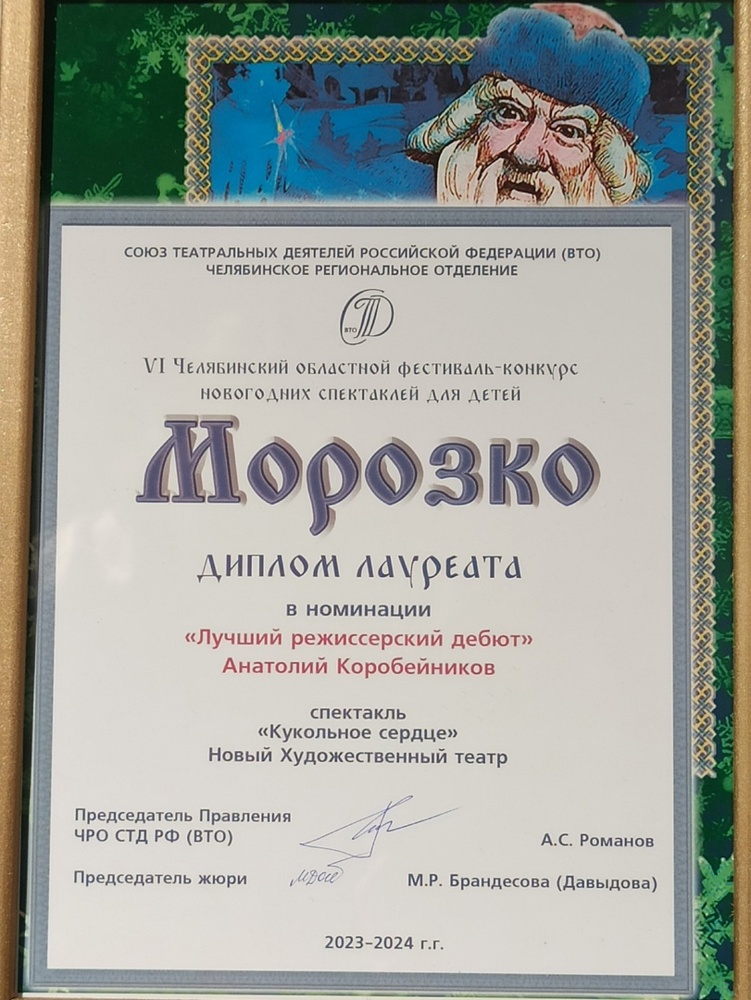 СОЮЗ ТЕАТРАЛЬНЫХ ДЕЯТЕЛЕЙ РОССИЙСКОЙ ФЕДЕРАЦИИ (ВТО)
ЧЕЛЯБИНСКОЕ РЕГИОНАЛЬНОЕ ОТДЕЛЕНИЕ
ВТО
VI Челябинский областной фестиваль-конкурс
новогодних спектаклей для детей
Морозко
диплом лауреата
в номинации
«Лучший режиссерский дебют»
Анатолий Коробейников
спектакль
«Кукольное сердце»
Новый Художественный театр
Председатель Правления
ЧРО СТД РФ (ВТО)
А.С. Романов
Председатель жюри
М.Р. Брандесова (Давыдова)
2023–2024 г.г.